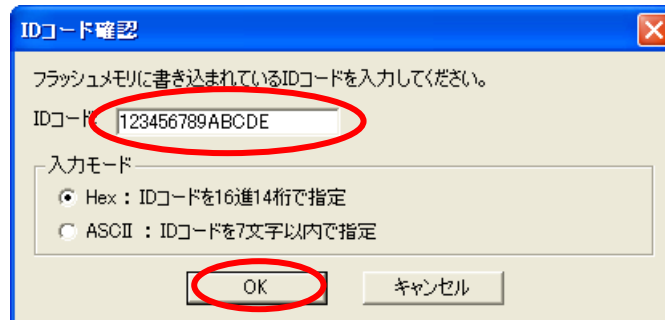 IDコード確認
フラッシュメモリに書き込まれているIDコードを入力してください。
IDコード 123456789ABCDE
入力モード
Hex : IDコードを16進14桁で指定
ASCII : IDコードを7文字以内で指定
OK キャンセル